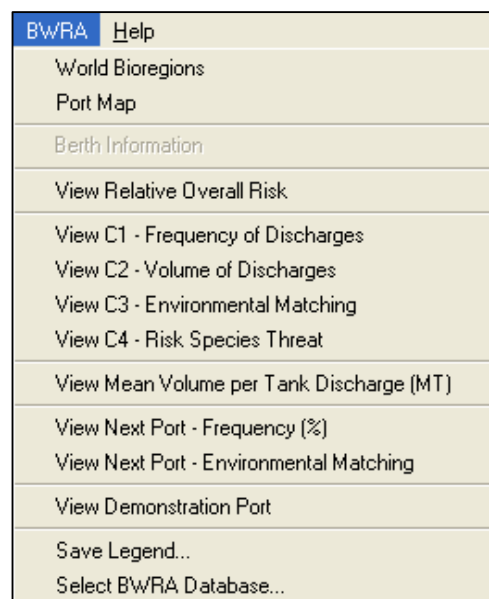 BWRA Help
World Bioregions
Port Map
Berth Information
View Relative Overall Risk
View C1 - Frequency of Discharges
View C2 - Volume of Discharges
View C3 - Environmental Matching
View C4 - Risk Species Threat
View Mean Volume per Tank Discharge (MT)
View Next Port - Frequency (%)
View Next Port - Environmental Matching
View Demonstration Port
Save Legend...
Select BWRA Database...